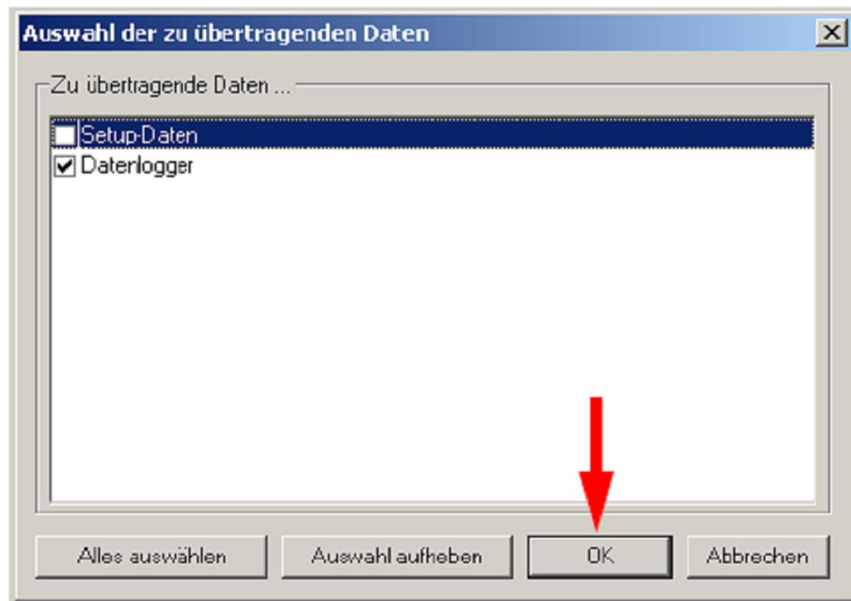 Auswahl der zu übertragenden Daten
Zu übertragende Daten ...
Setup-Daten
Datenlogger
Alles auswählen Auswahl aufheben OK Abbrechen